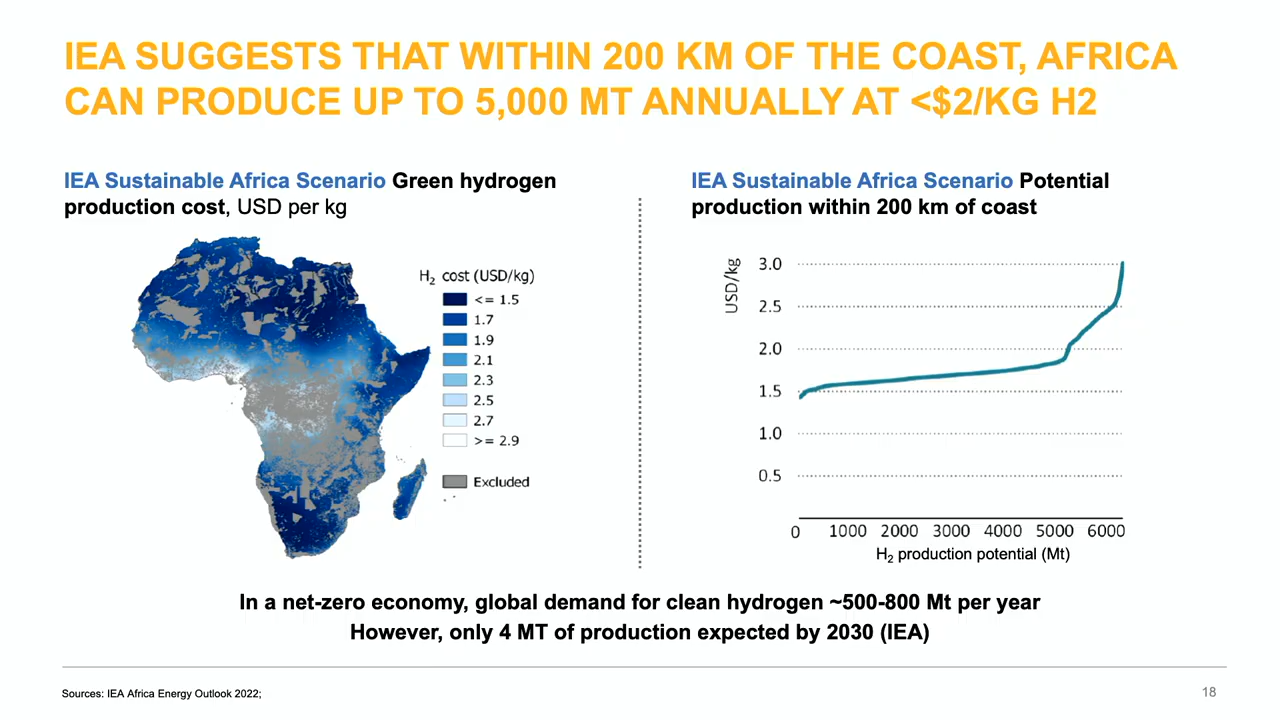 IEA SUGGESTS THAT WITHIN 200 KM OF THE COAST, AFRICA
CAN PRODUCE UP TO 5,000 MT ANNUALLY AT <$2/KG H2
IEA Sustainable Africa Scenario Green hydrogen
production cost, USD per kg
H₂ cost (USD/kg)
<= 1.5
1.7
1.9
2.1
2.3
2.5
2.7
>= 2.9
Excluded
IEA Sustainable Africa Scenario Potential
production within 200 km of coast
USD/kg
3.0
2.5
2.0
1.5
1.0
0.5
0 1000 2000 3000 4000 5000 6000
H₂ production potential (Mt)
In a net-zero economy, global demand for clean hydrogen ~500-800 Mt per year
However, only 4 MT of production expected by 2030 (IEA)
Sources: IEA Africa Energy Outlook 2022;
18